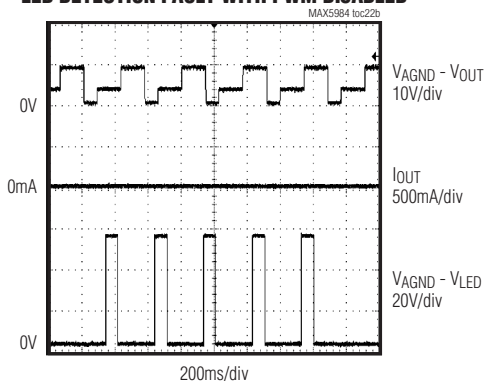 LED DETECTION FAULT WITH PWM DISABLED
MAX5984 toc22b
0V
VAGND - VOUT
10V/div
0mA
IOUT
500mA/div
VAGND - VLED
20V/div
0V
200ms/div